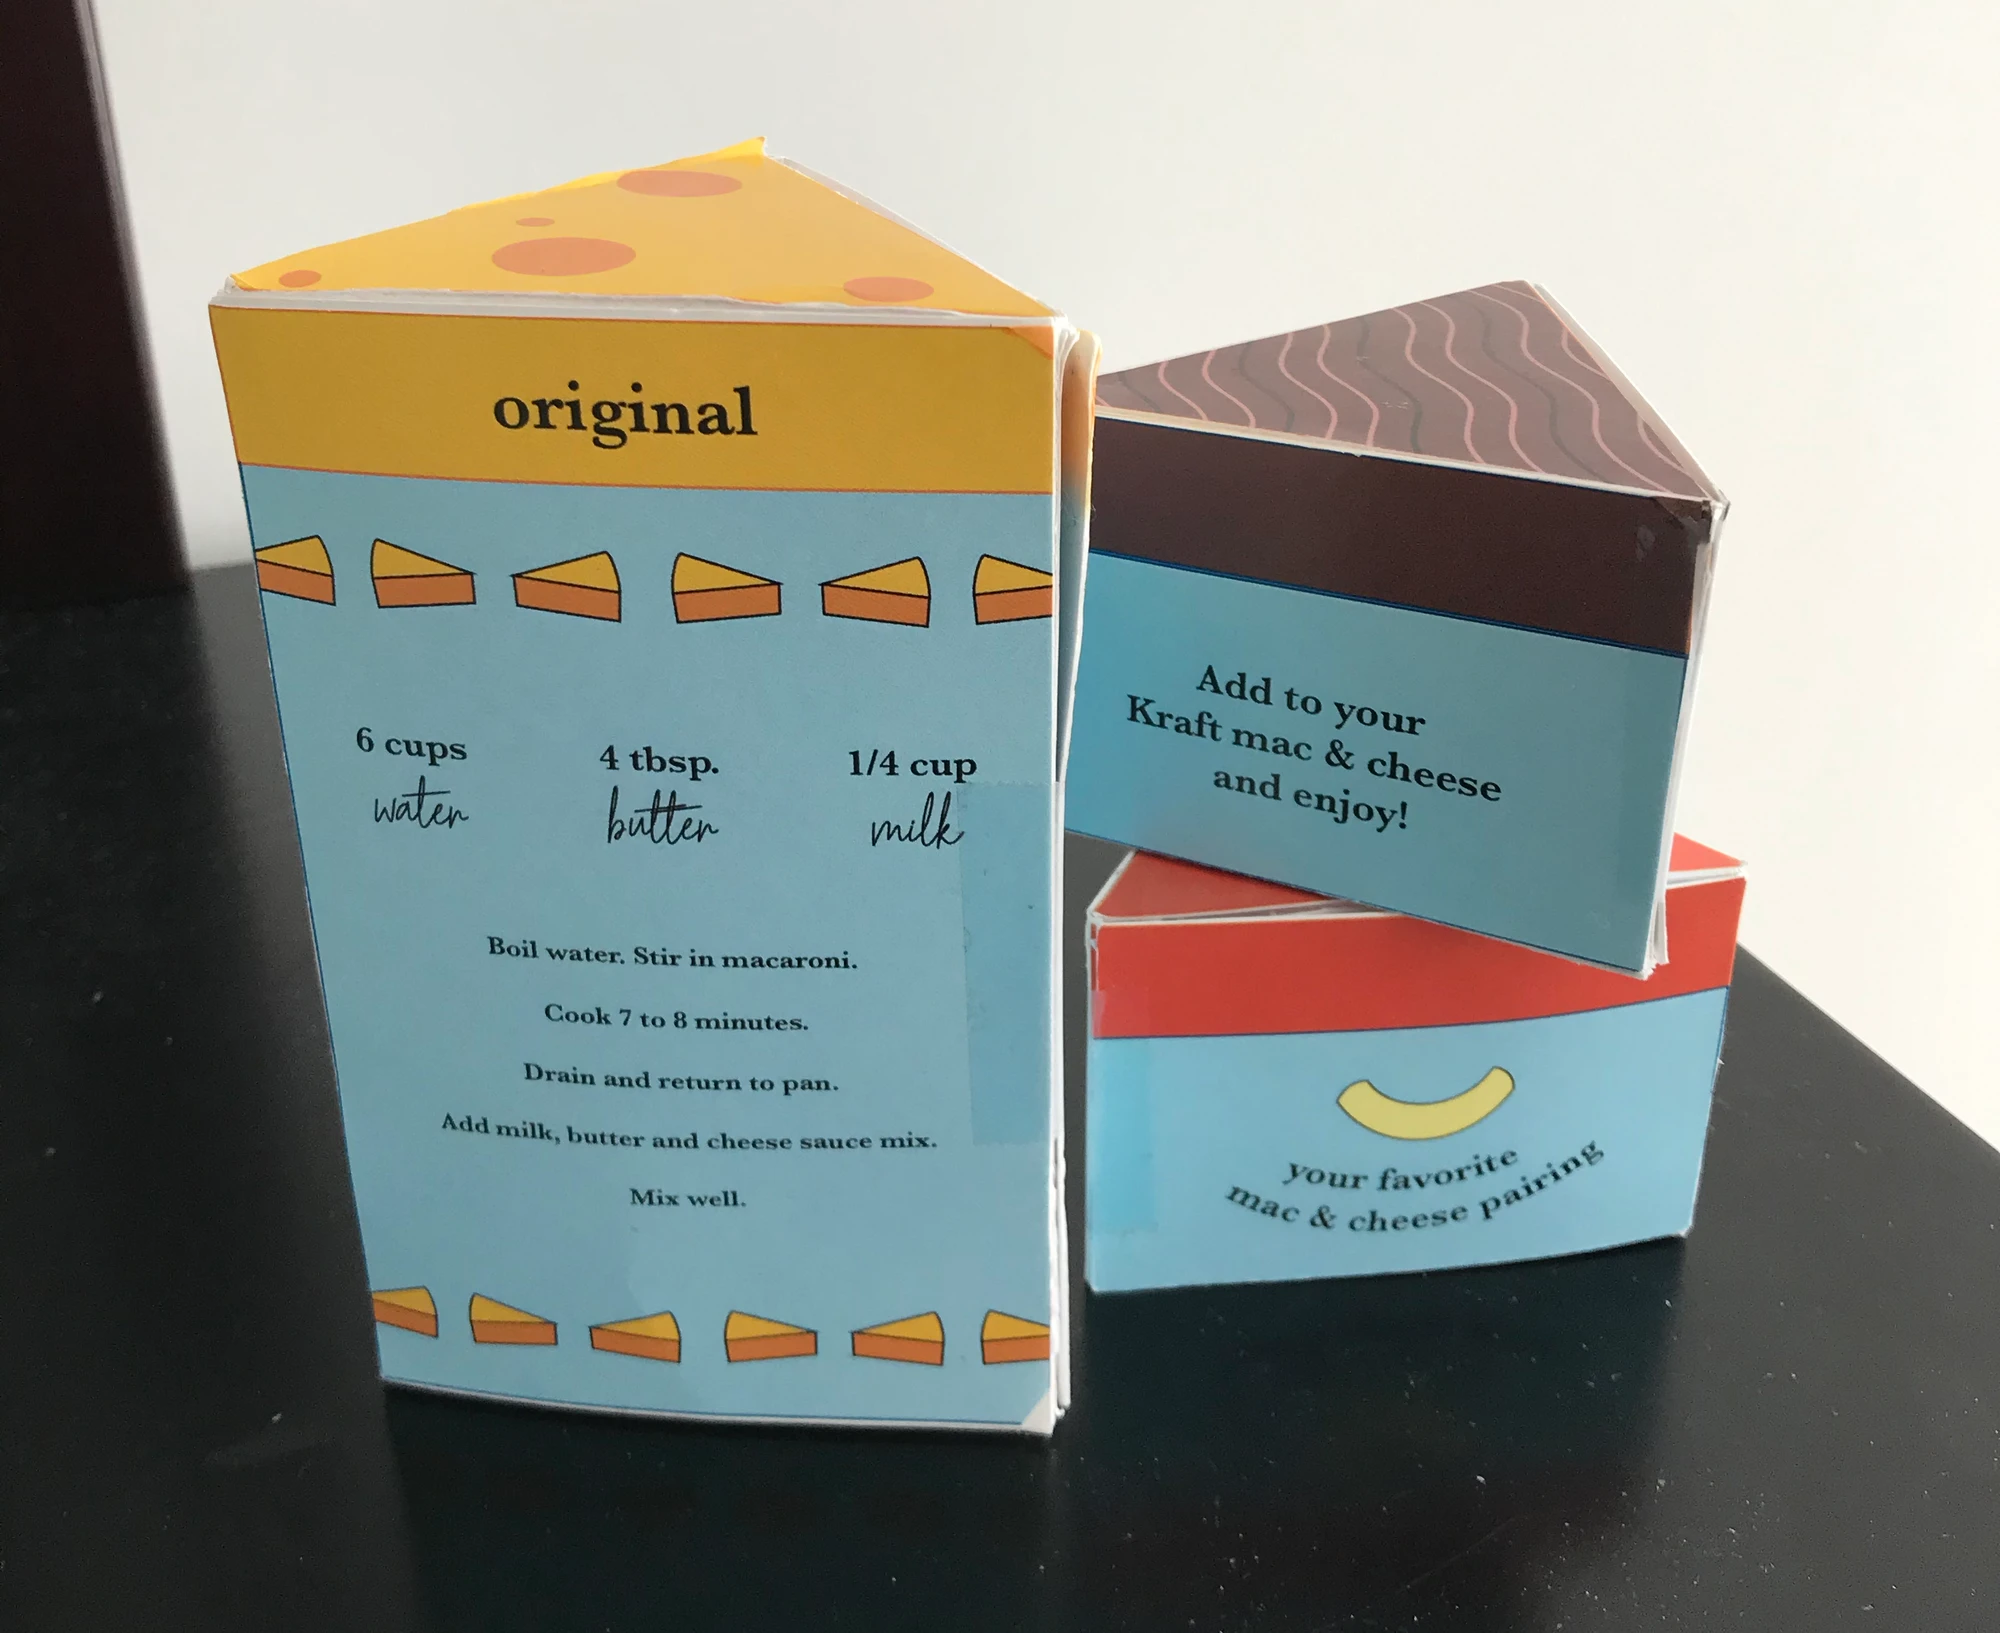 original
6 cups
water
4 tbsp.
butter
1/4 cup
milk
Boil water. Stir in macaroni.
Cook 7 to 8 minutes.
Drain and return to pan.
Add milk, butter and cheese sauce mix.
Mix well.
Add to your
Kraft mac & cheese
and enjoy!
your favorite
mac & cheese pairing